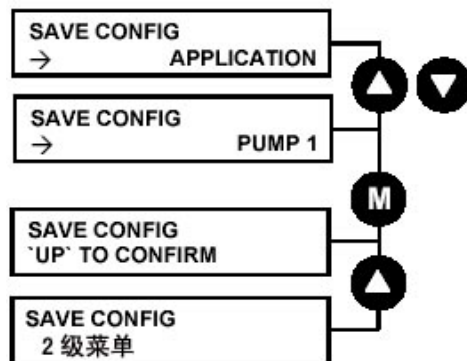 SAVE CONFIG
→ APPLICATION
SAVE CONFIG
→ PUMP 1
M
SAVE CONFIG
`UP` TO CONFIRM
SAVE CONFIG
2 级菜单